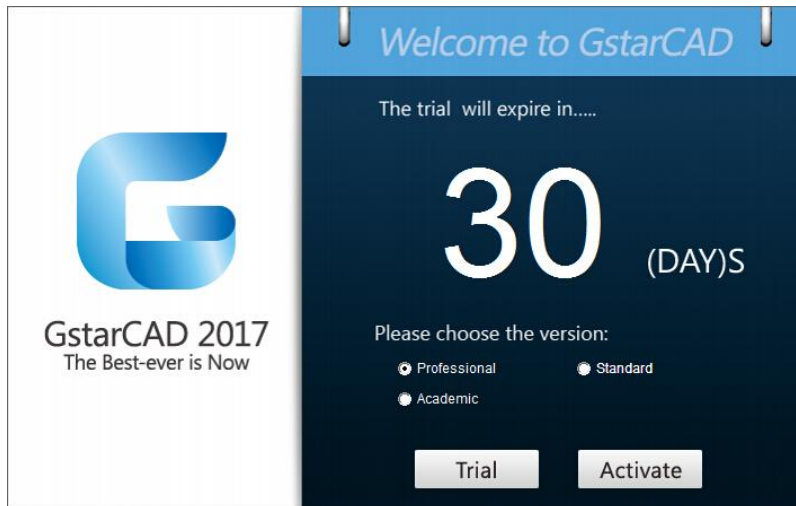 Welcome to GstarCAD
The trial will expire in.....
30
(DAY)S
GstarCAD 2017
The Best-ever is Now
Please choose the version:
Professional
Standard
Academic
Trial
Activate